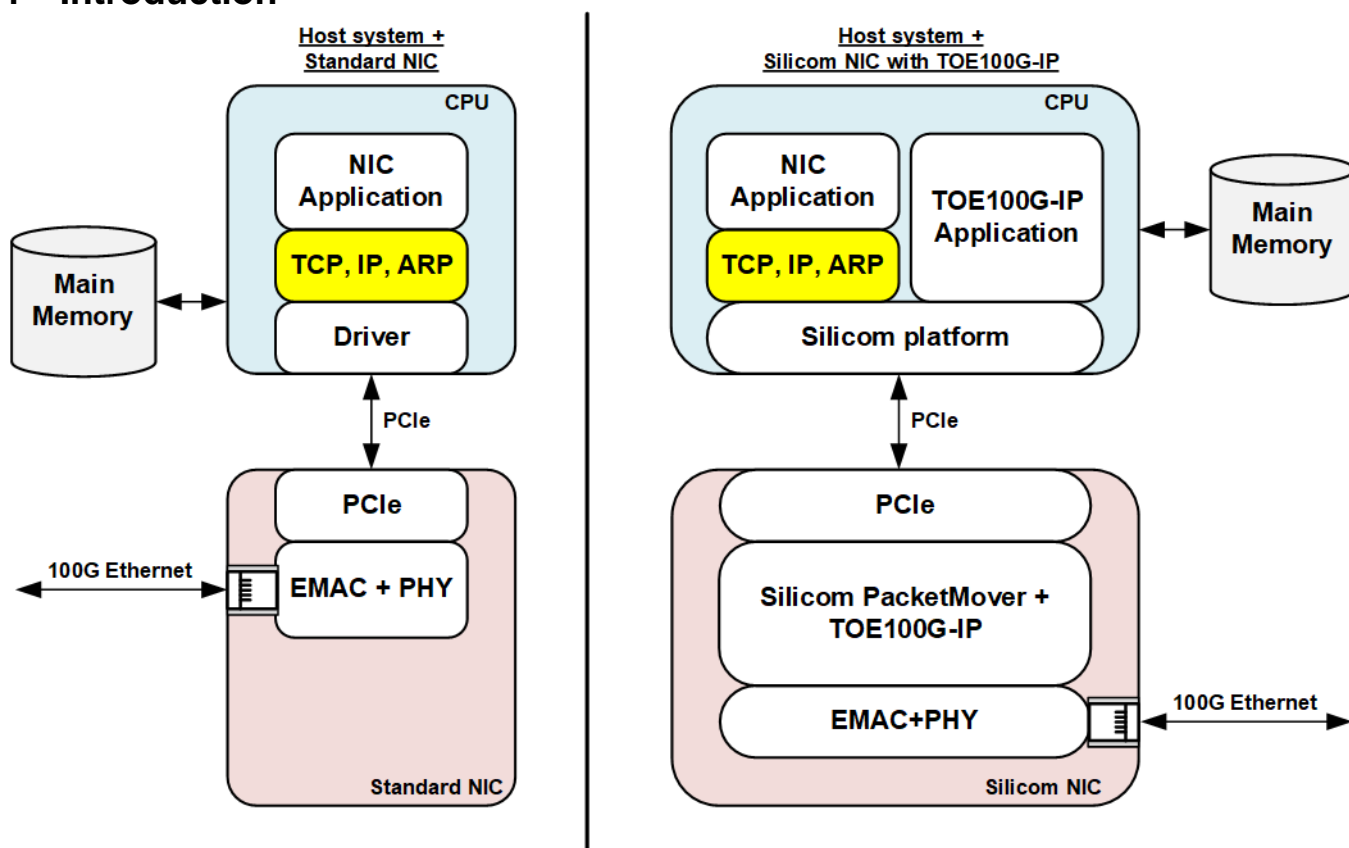 Introduction
Host system +
Standard NIC
CPU
NIC
Application
TCP, IP, ARP
Driver
Main
Memory
PCIe
PCIe
EMAC + PHY
100G Ethernet
Standard NIC
Host system +
Silicom NIC with TOE100G-IP
CPU
NIC
Application
TOE100G-IP
Application
TCP, IP, ARP
Silicom platform
Main
Memory
PCIe
PCIe
Silicom PacketMover +
TOE100G-IP
EMAC+PHY
100G Ethernet
Silicom NIC